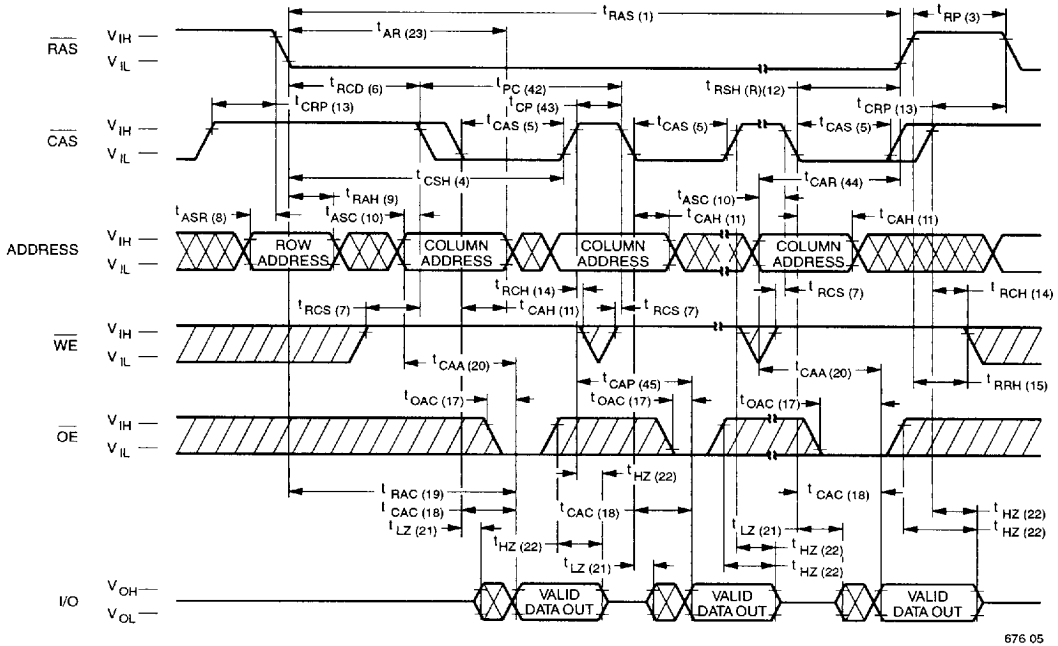 t RAS (1)
t AR (23)
t RP (3)
RAS
V IH
V IL
t RCD (6)
t PC (42)
t RSH (R)(12)
t CRP (13)
t CP (43)
t CRP (13)
CAS
V IH
V IL
t CAS (5)
t CAS (5)
t CAS (5)
t CSH (4)
t CAR (44)
t RAH (9)
t ASR (8)
t ASC (10)
t CAH (11)
t ASC (10)
t CAH (11)
ADDRESS
V IH
V IL
ROW ADDRESS
COLUMN ADDRESS
COLUMN ADDRESS
COLUMN ADDRESS
t RCH (14)
t RCS (7)
t RCH (14)
t RCS (7)
t CAH (11)
t RCS (7)
WE
V IH
V IL
t CAA (20)
t CAP (45)
t CAA (20)
t RRH (15)
t OAC (17)
t OAC (17)
t OAC (17)
OE
V IH
V IL
t HZ (22)
t RAC (19)
t CAC (18)
t CAC (18)
t CAC (18)
t LZ (21)
t LZ (21)
t HZ (22)
t HZ (22)
t HZ (22)
t LZ (21)
t HZ (22)
t HZ (22)
I/O
V OH
V OL
VALID DATA OUT
VALID DATA OUT
VALID DATA OUT
676 05